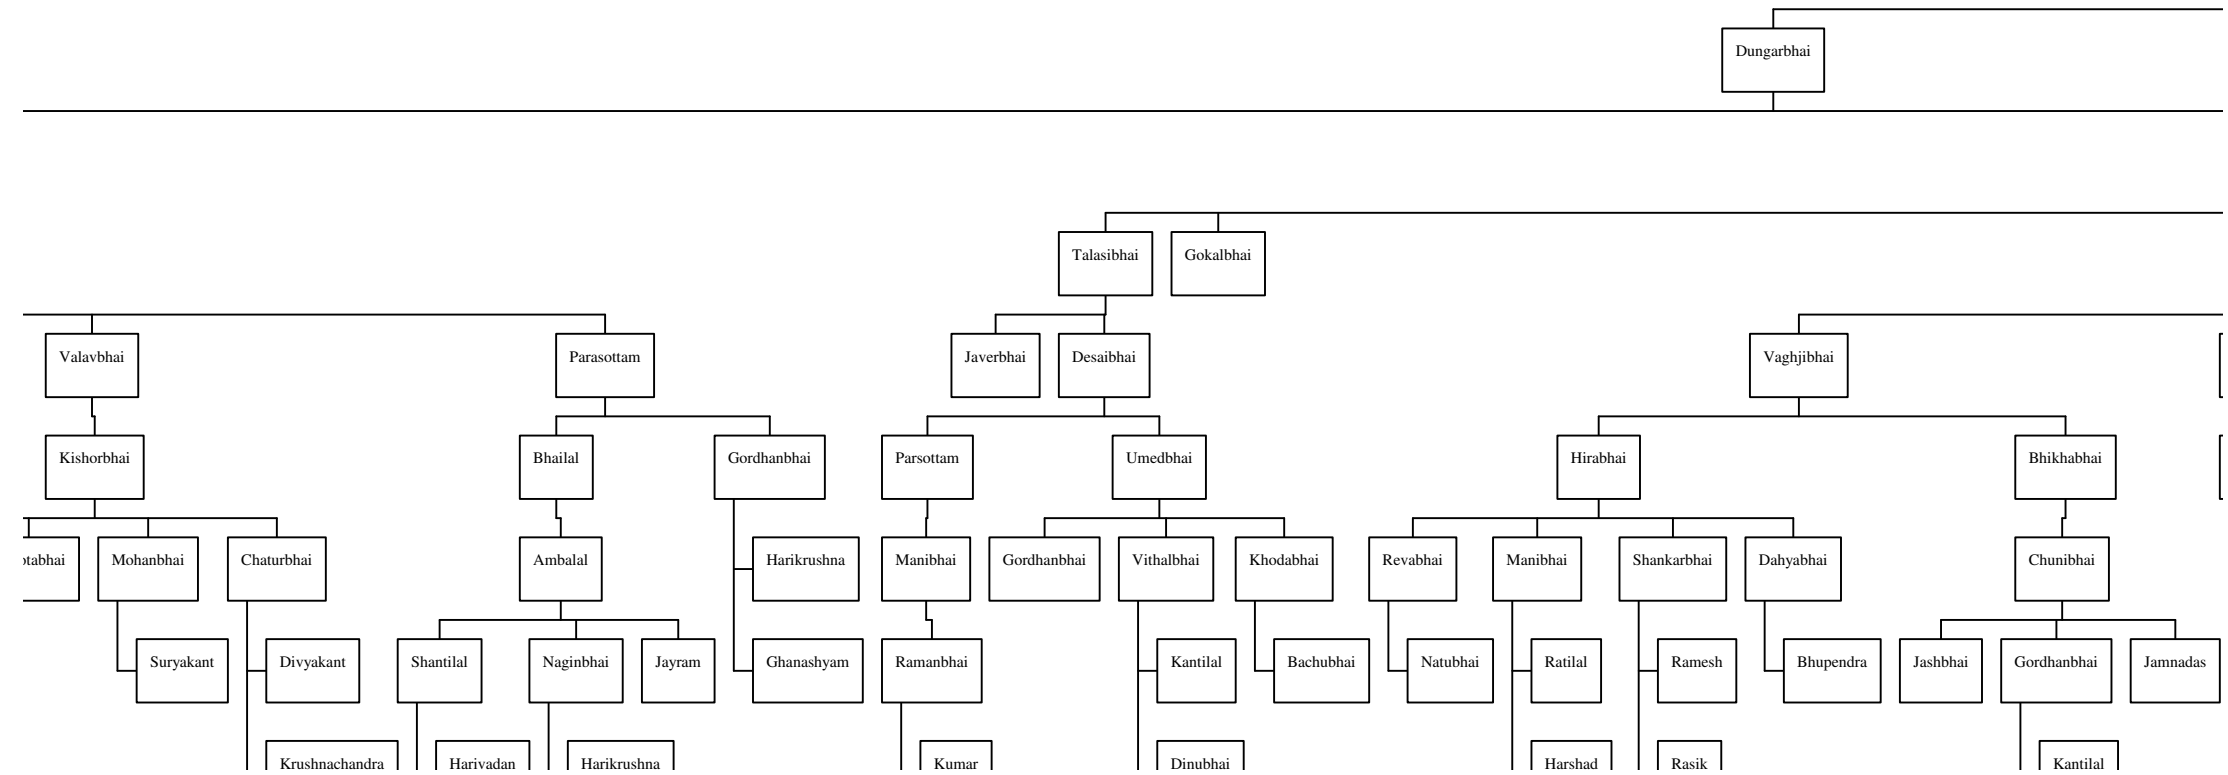 Dungarbhai
Talasibhai
Gokalbhai
Valavbhai
Parasottam
Javerbhai
Desaibhai
Vaghjibhai
Kishorbhai
Bhailal
Gordhanbhai
Parsottam
Umedbhai
Hirabhai
Bhikhabhai
Mohanbhai
Chaturbhai
Ambalal
Harikrushna
Manibhai
Gordhanbhai
Vithalbhai
Khodabhai
Revabhai
Manibhai
Shankarbhai
Dahyabhai
Chunibhai
Suryakant
Divyakant
Shantilal
Naginbhai
Jayram
Ghanashyam
Ramanbhai
Kantilal
Bachubhai
Natubhai
Ratilal
Ramesh
Bhupendra
Jashbhai
Gordhanbhai
Jamnadas
Krushnachandra
Harivadan
Harikrushna
Kumar
Dinubhai
Harshad
Rasik
Kantilal